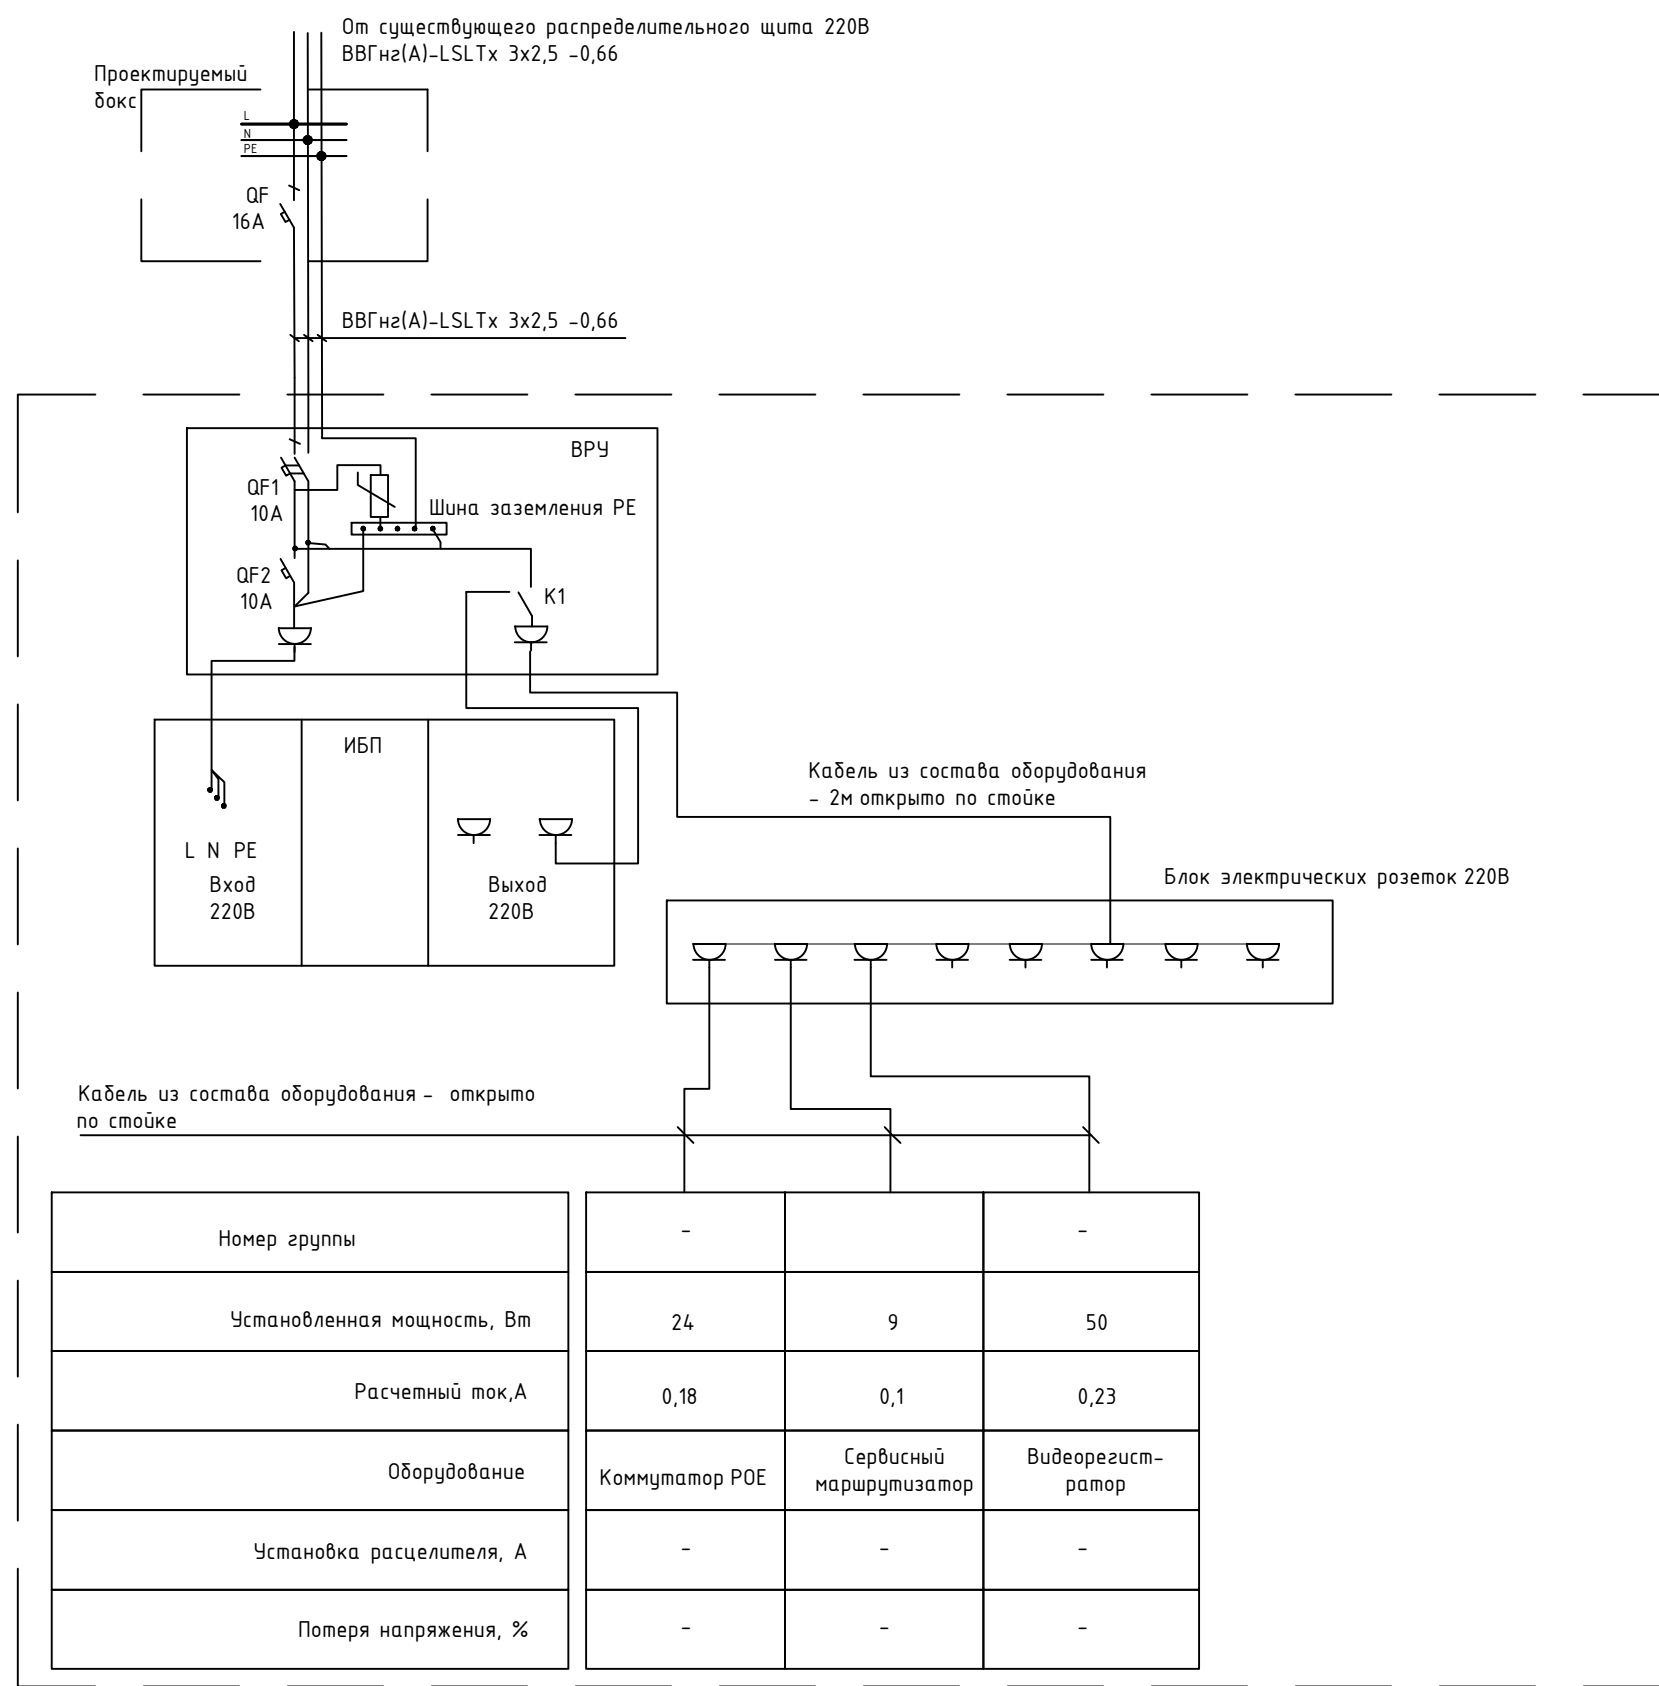 От существующего распределительного щита 220В
ВВГнг(А)-LSLTx 3х2,5 -0,66
Проектируемый
бокс
L
N
PE
QF
16А
ВВГнг(А)-LSLTx 3х2,5 -0,66
ВРУ
QF1
10А
Шина заземления РЕ
QF2
10А
К1
ИБП
L N PE
Вход
220В
Выход
220В
Кабель из состава оборудования
- 2м открыто по стойке
Блок электрических розеток 220В
Кабель из состава оборудования - открыто
по стойке
Номер группы - -
Установленная мощность, Вт 24 9 50
Расчетный ток,А 0,18 0,1 0,23
Оборудование Коммутатор POE Сервисный маршрутизатор Видеорегист-
ратор
Установка расцелителя, А - - -
Потеря напряжения, % - - -